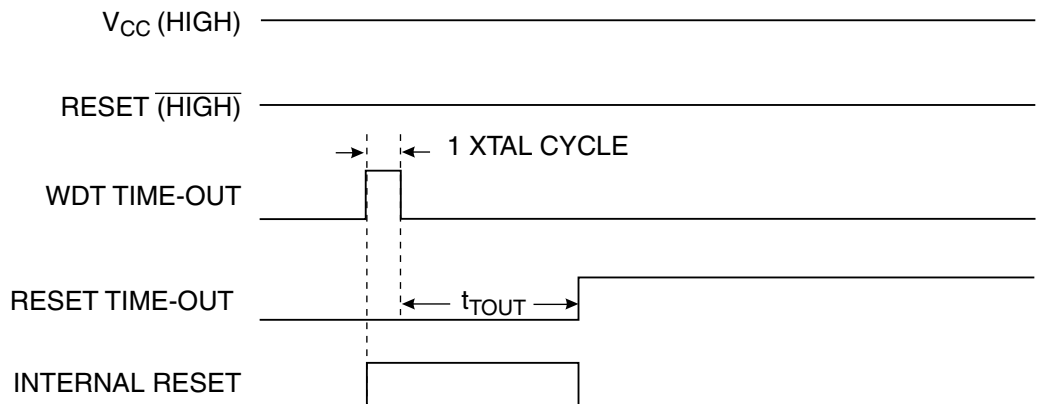 VCC (HIGH)
RESET (HIGH)
1 XTAL CYCLE
WDT TIME-OUT
RESET TIME-OUT
tTOUT
INTERNAL RESET